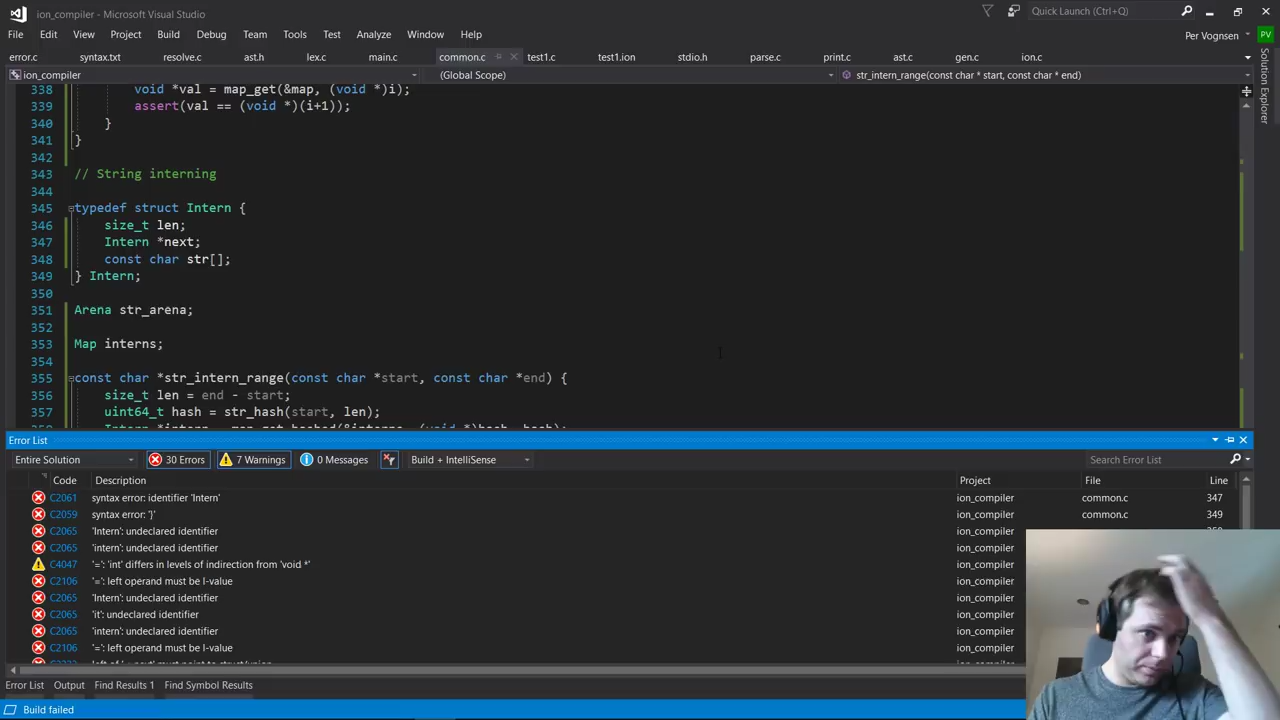 ion_compiler - Microsoft Visual Studio
Quick Launch (Ctrl+Q)
File Edit View Project Build Debug Team Tools Test Analyze Window Help
Per Vognsen PV
error.c syntax.txt resolve.c ast.h lex.c main.c common.c test1.c test1.ion stdio.h parse.c print.c ast.c gen.c ion.c
ion_compiler (Global Scope) str_intern_range(const char * start, const char * end)
Solution Explorer
338 void *val = map_get(&map, (void *)i);
339 assert(val == (void *)(i+1));
340 }
341 }
342
343 // String interning
344
345 typedef struct Intern {
346 size_t len;
347 Intern *next;
348 const char str[];
349 } Intern;
350
351 Arena str_arena;
352
353 Map interns;
354
355 const char *str_intern_range(const char *start, const char *end) {
356 size_t len = end - start;
357 uint64_t hash = str_hash(start, len);
Intern *intern = map_get_hashed(&interns, (void *)hash, hash);
Error List
Entire Solution 30 Errors 7 Warnings 0 Messages Build + IntelliSense Search Error List
Code Description Project File Line
C2061 syntax error: identifier 'Intern' ion_compiler common.c 347
C2059 syntax error: '}' ion_compiler common.c 349
C2065 'Intern': undeclared identifier ion_compiler
C2065 'intern': undeclared identifier ion_compiler
C4047 '=': 'int' differs in levels of indirection from 'void *' ion_compiler
C2106 '=': left operand must be l-value ion_compiler
C2065 'Intern': undeclared identifier ion_compiler
C2065 'it': undeclared identifier ion_compiler
C2065 'intern': undeclared identifier ion_compiler
C2106 '=': left operand must be l-value ion_compiler
Error List Output Find Results 1 Find Symbol Results
Build failed